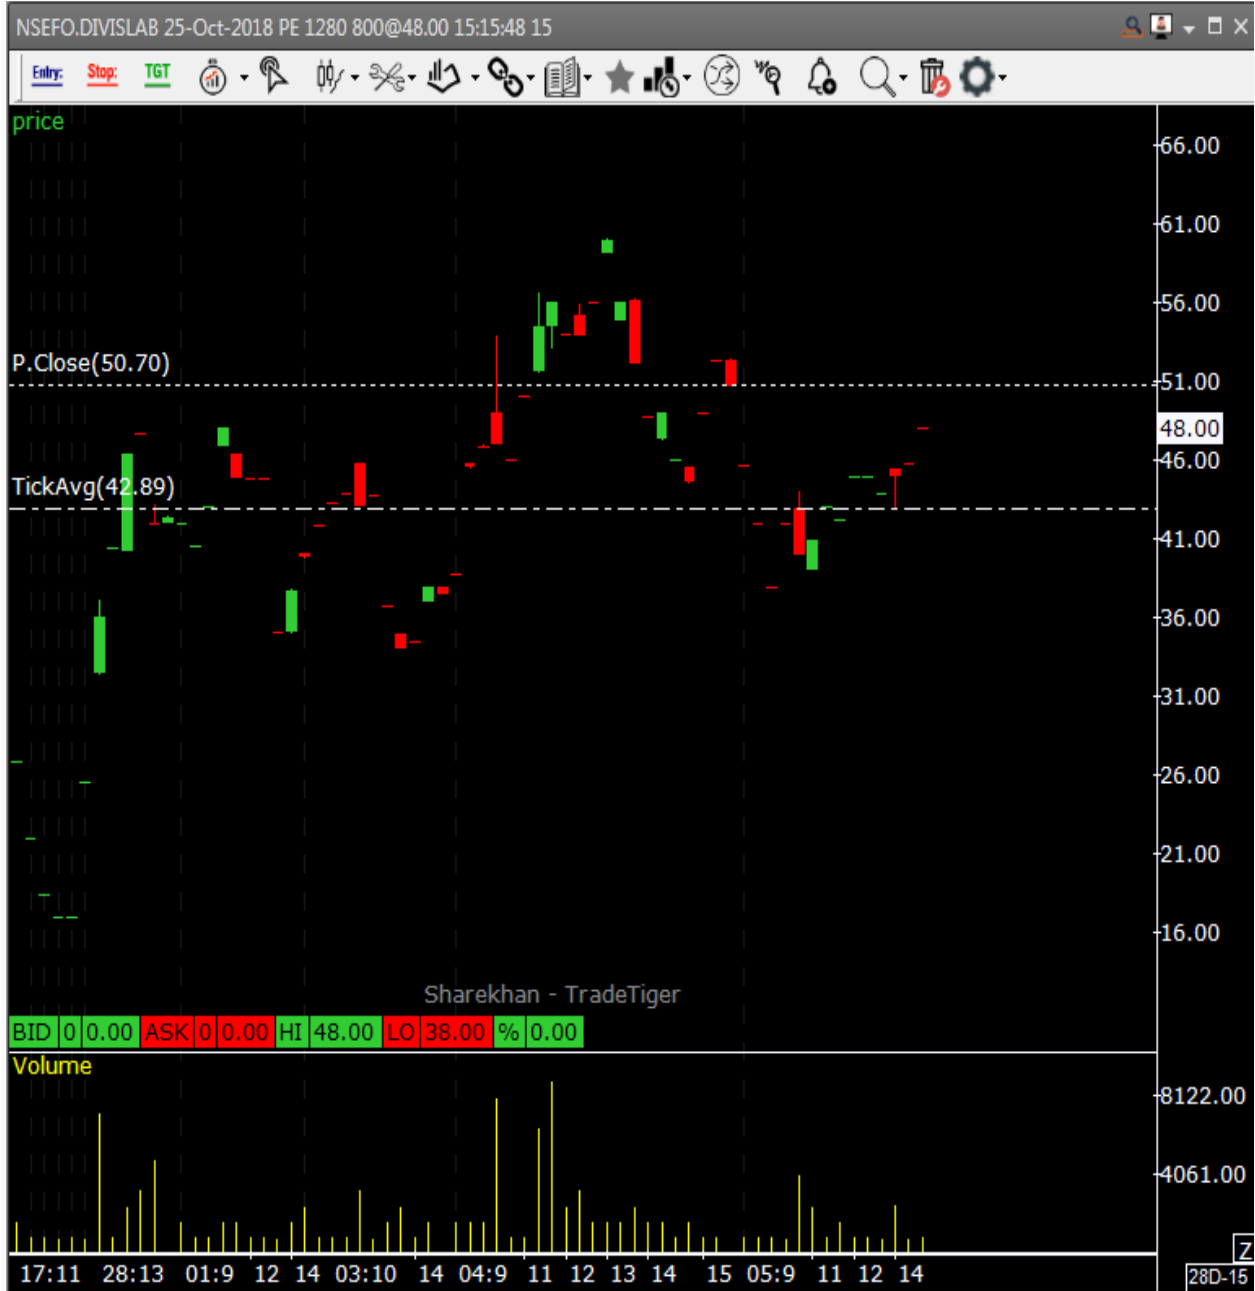 NSEFO.DIVISLAB 25-Oct-2018 PE 1280 800@48.00 15:15:48 15
Entry: Stop: TGT
price
66.00
61.00
56.00
P.Close(50.70)
51.00
48.00
46.00
TickAvg(42.89)
41.00
36.00
31.00
26.00
21.00
16.00
Sharekhan - TradeTiger
BID 0 0.00 ASK 0 0.00 HI 48.00 LO 38.00 % 0.00
Volume
8122.00
4061.00
Z
17:11 28:13 01:9 12 14 03:10 14 04:9 11 12 13 14 15 05:9 11 12 14 28D-15